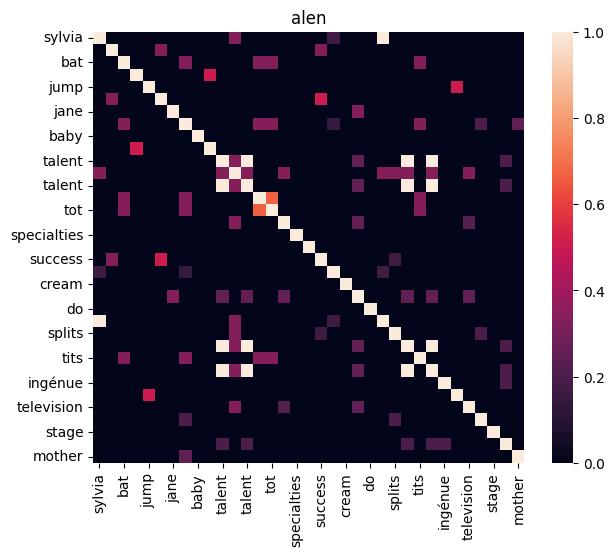 alen
sylvia
bat
jump
jane
baby
talent
talent
tot
specialties
success
cream
do
splits
tits
ingénue
television
stage
mother
1.0
0.8
0.6
0.4
0.2
0.0
sylvia
bat
jump
jane
baby
talent
talent
tot
specialties
success
cream
do
splits
tits
ingénue
television
stage
mother